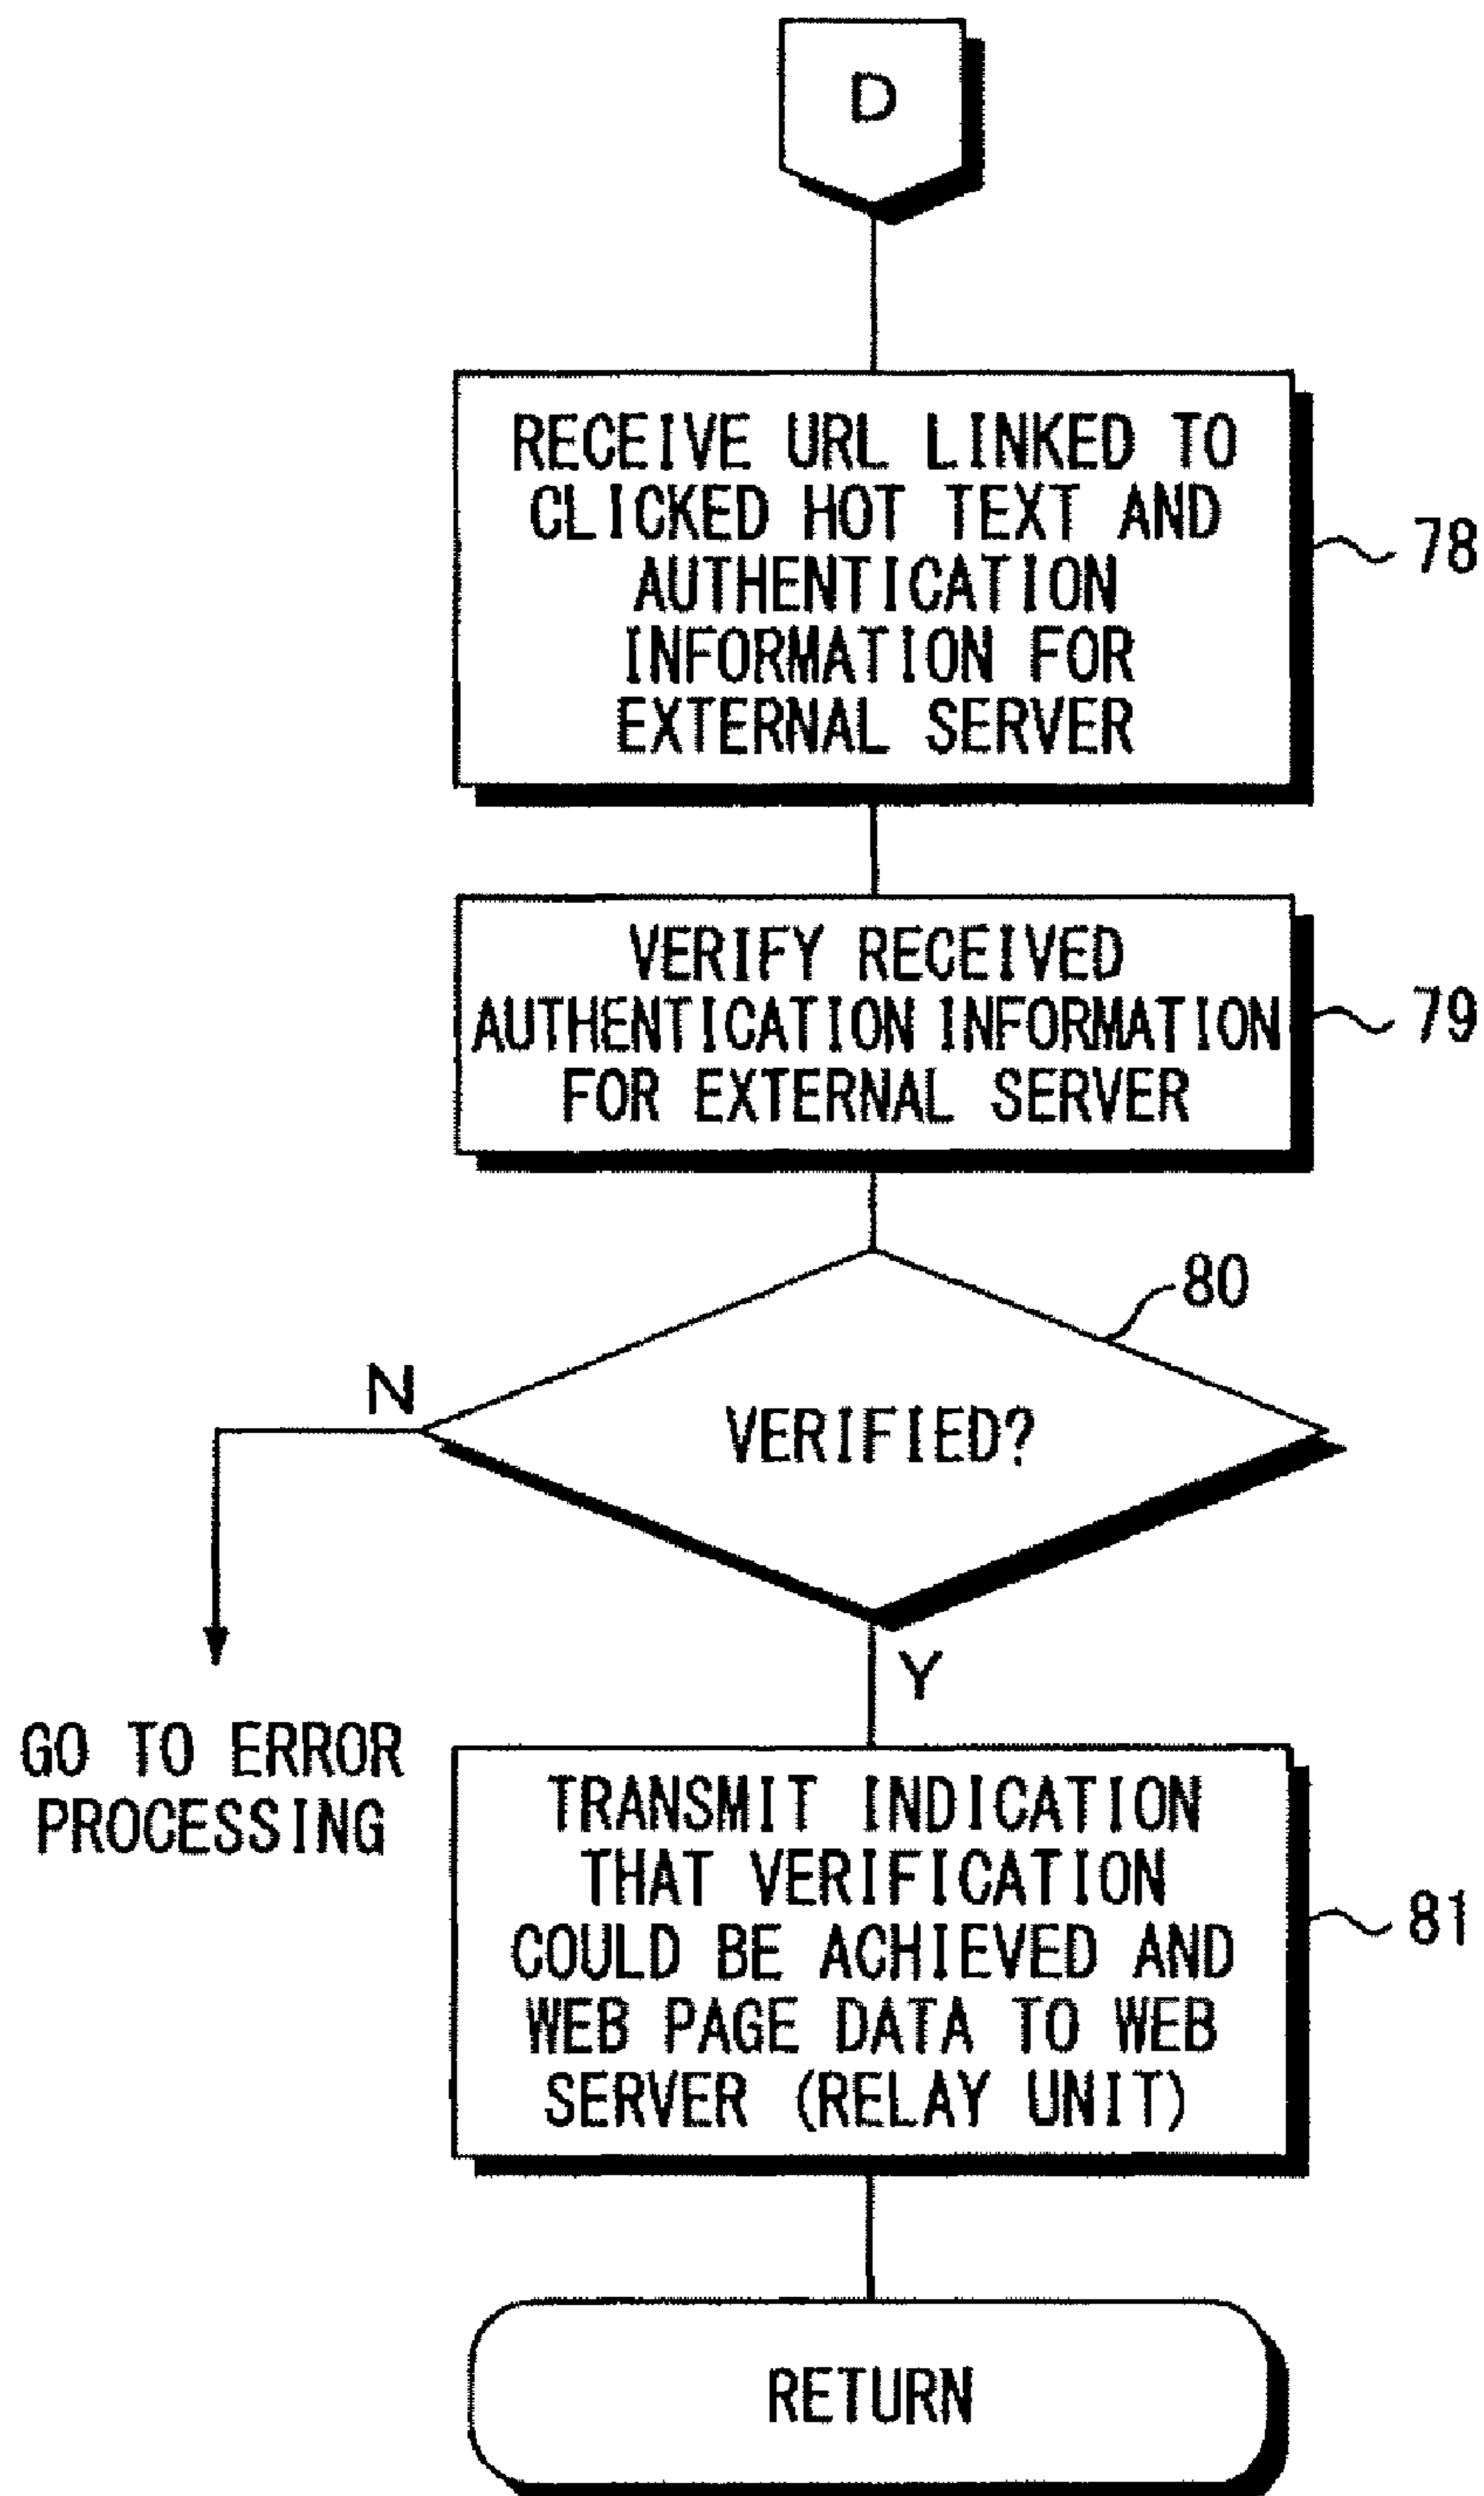 D
RECEIVE URL LINKED TO
CLICKED HOT TEXT AND
AUTHENTICATION
INFORMATION FOR
EXTERNAL SERVER
78
VERIFY RECEIVED
AUTHENTICATION INFORMATION
FOR EXTERNAL SERVER
79
80
VERIFIED?
N
Y
GO TO ERROR
PROCESSING
TRANSMIT INDICATION
THAT VERIFICATION
COULD BE ACHIEVED AND
WEB PAGE DATA TO WEB
SERVER (RELAY UNIT)
81
RETURN